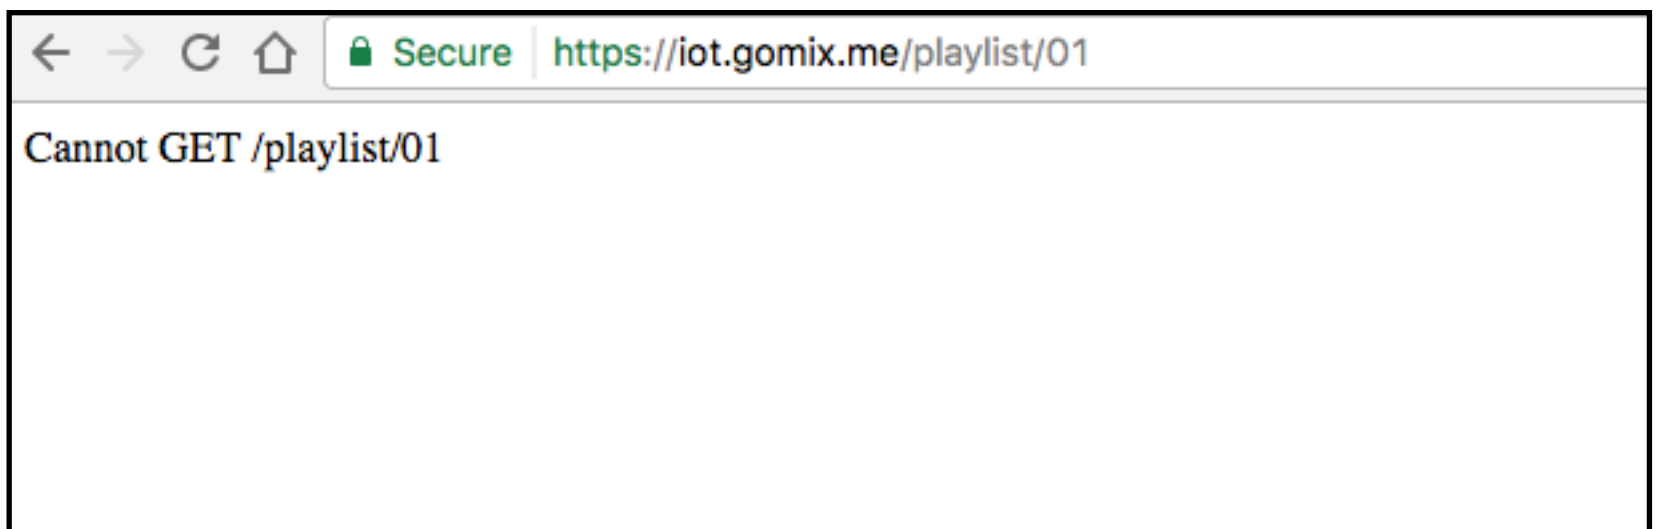 Secure https://iot.gomix.me/playlist/01
Cannot GET /playlist/01